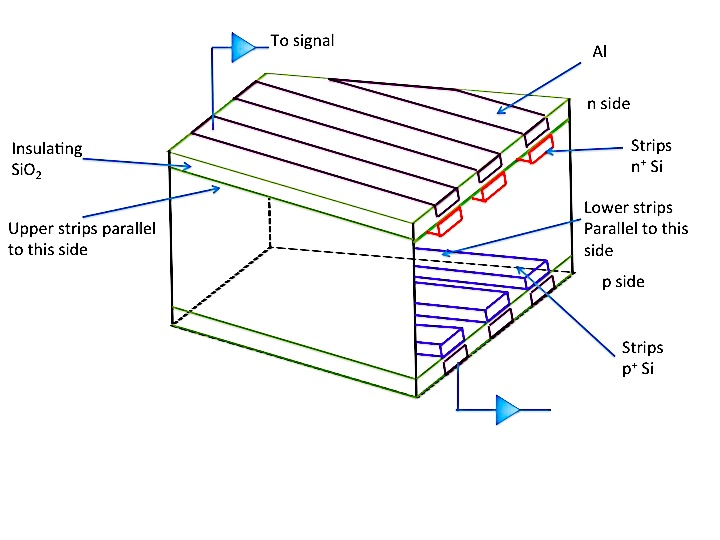 To signal
Al
n side
Insulating
SiO₂
Strips
n⁺ Si
Upper strips parallel
to this side
Lower strips
Parallel to this
side
p side
Strips
p⁺ Si